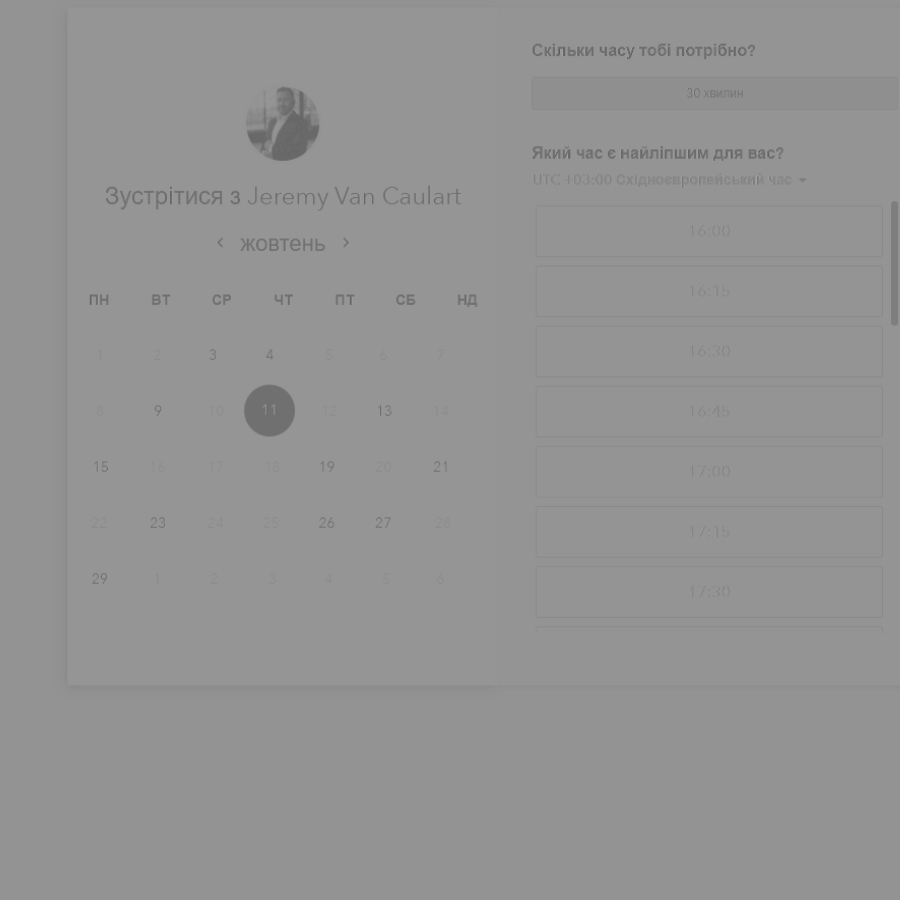 Зустрітися з Jeremy Van Caulart
жовтень
ПН ВТ СР ЧТ ПТ СБ НД
1 2 3 4 5 6 7
8 9 10 11 12 13 14
15 16 17 18 19 20 21
22 23 24 25 26 27 28
29 1 2 3 4 5 6
Скільки часу тобі потрібно?
30 хвилин
Який час є найліпшим для вас?
UTC +03:00 Східноєвропейський час
16:00
16:15
16:30
16:45
17:00
17:15
17:30